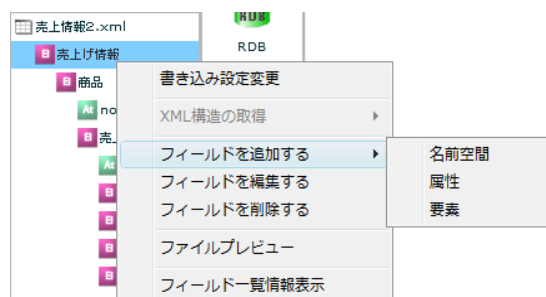 売上情報2.xml
RDB
売上げ情報
RDB
B
商品
書き込み設定変更
At no
XML構造の取得
B 売
フィールドを追加する
名前空間
At
フィールドを編集する
属性
B
フィールドを削除する
要素
B
ファイルプレビュー
B
B
フィールド一覧情報表示